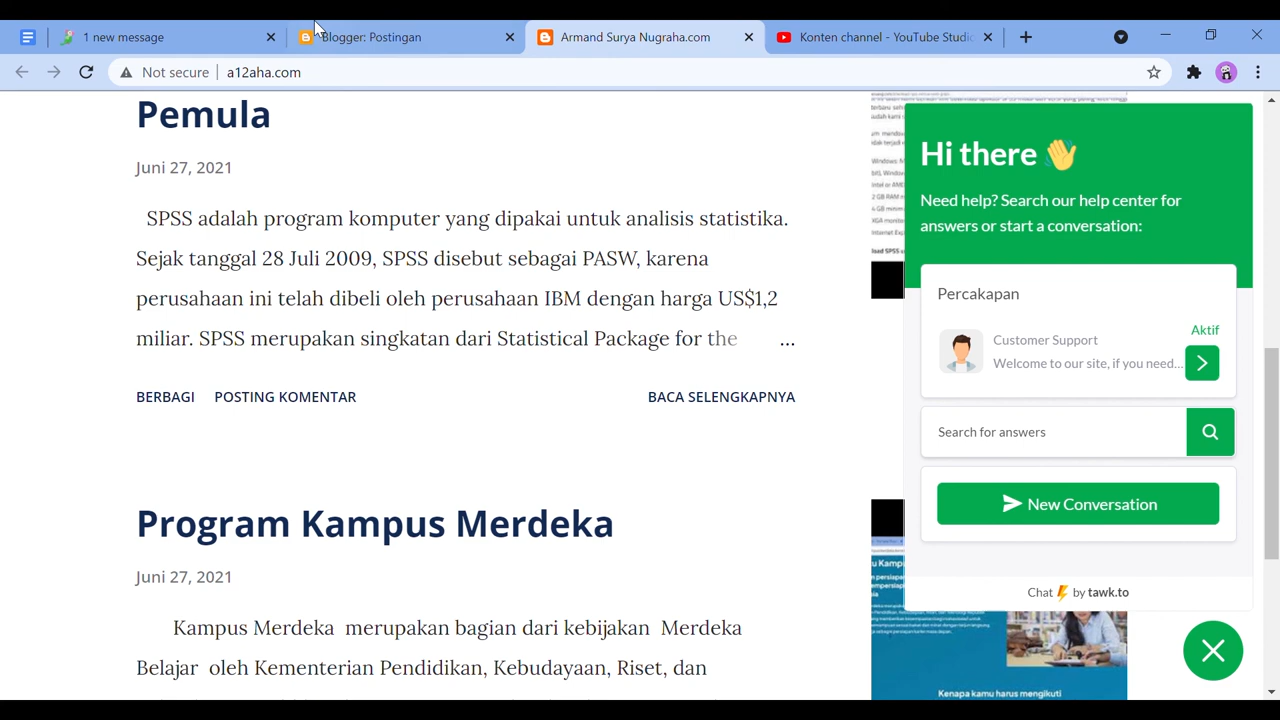 1 new message
Blogger: Postingan
Armand Surya Nugraha.com
Konten channel - YouTube Studi
Not secure
a12aha.com
Pemula
Juni 27, 2021
SPSS adalah program komputer yang dipakai untuk analisis statistika.
Sejak tanggal 28 Juli 2009, SPSS disebut sebagai PASW, karena
perusahaan ini telah dibeli oleh perusahaan IBM dengan harga US$1,2
miliar. SPSS merupakan singkatan dari Statistical Package for the ...
BERBAGI
POSTING KOMENTAR
BACA SELENGKAPNYA
Program Kampus Merdeka
Juni 27, 2021
Kampus Merdeka merupakan bagian dari kebijakan Merdeka
Belajar oleh Kementerian Pendidikan, Kebudayaan, Riset, dan
Hi there 👋
Need help? Search our help center for
answers or start a conversation:
Percakapan
Aktif
Customer Support
Welcome to our site, if you need...
Search for answers
New Conversation
Chat ⚡ by tawk.to
Kenapa kamu harus mengikuti